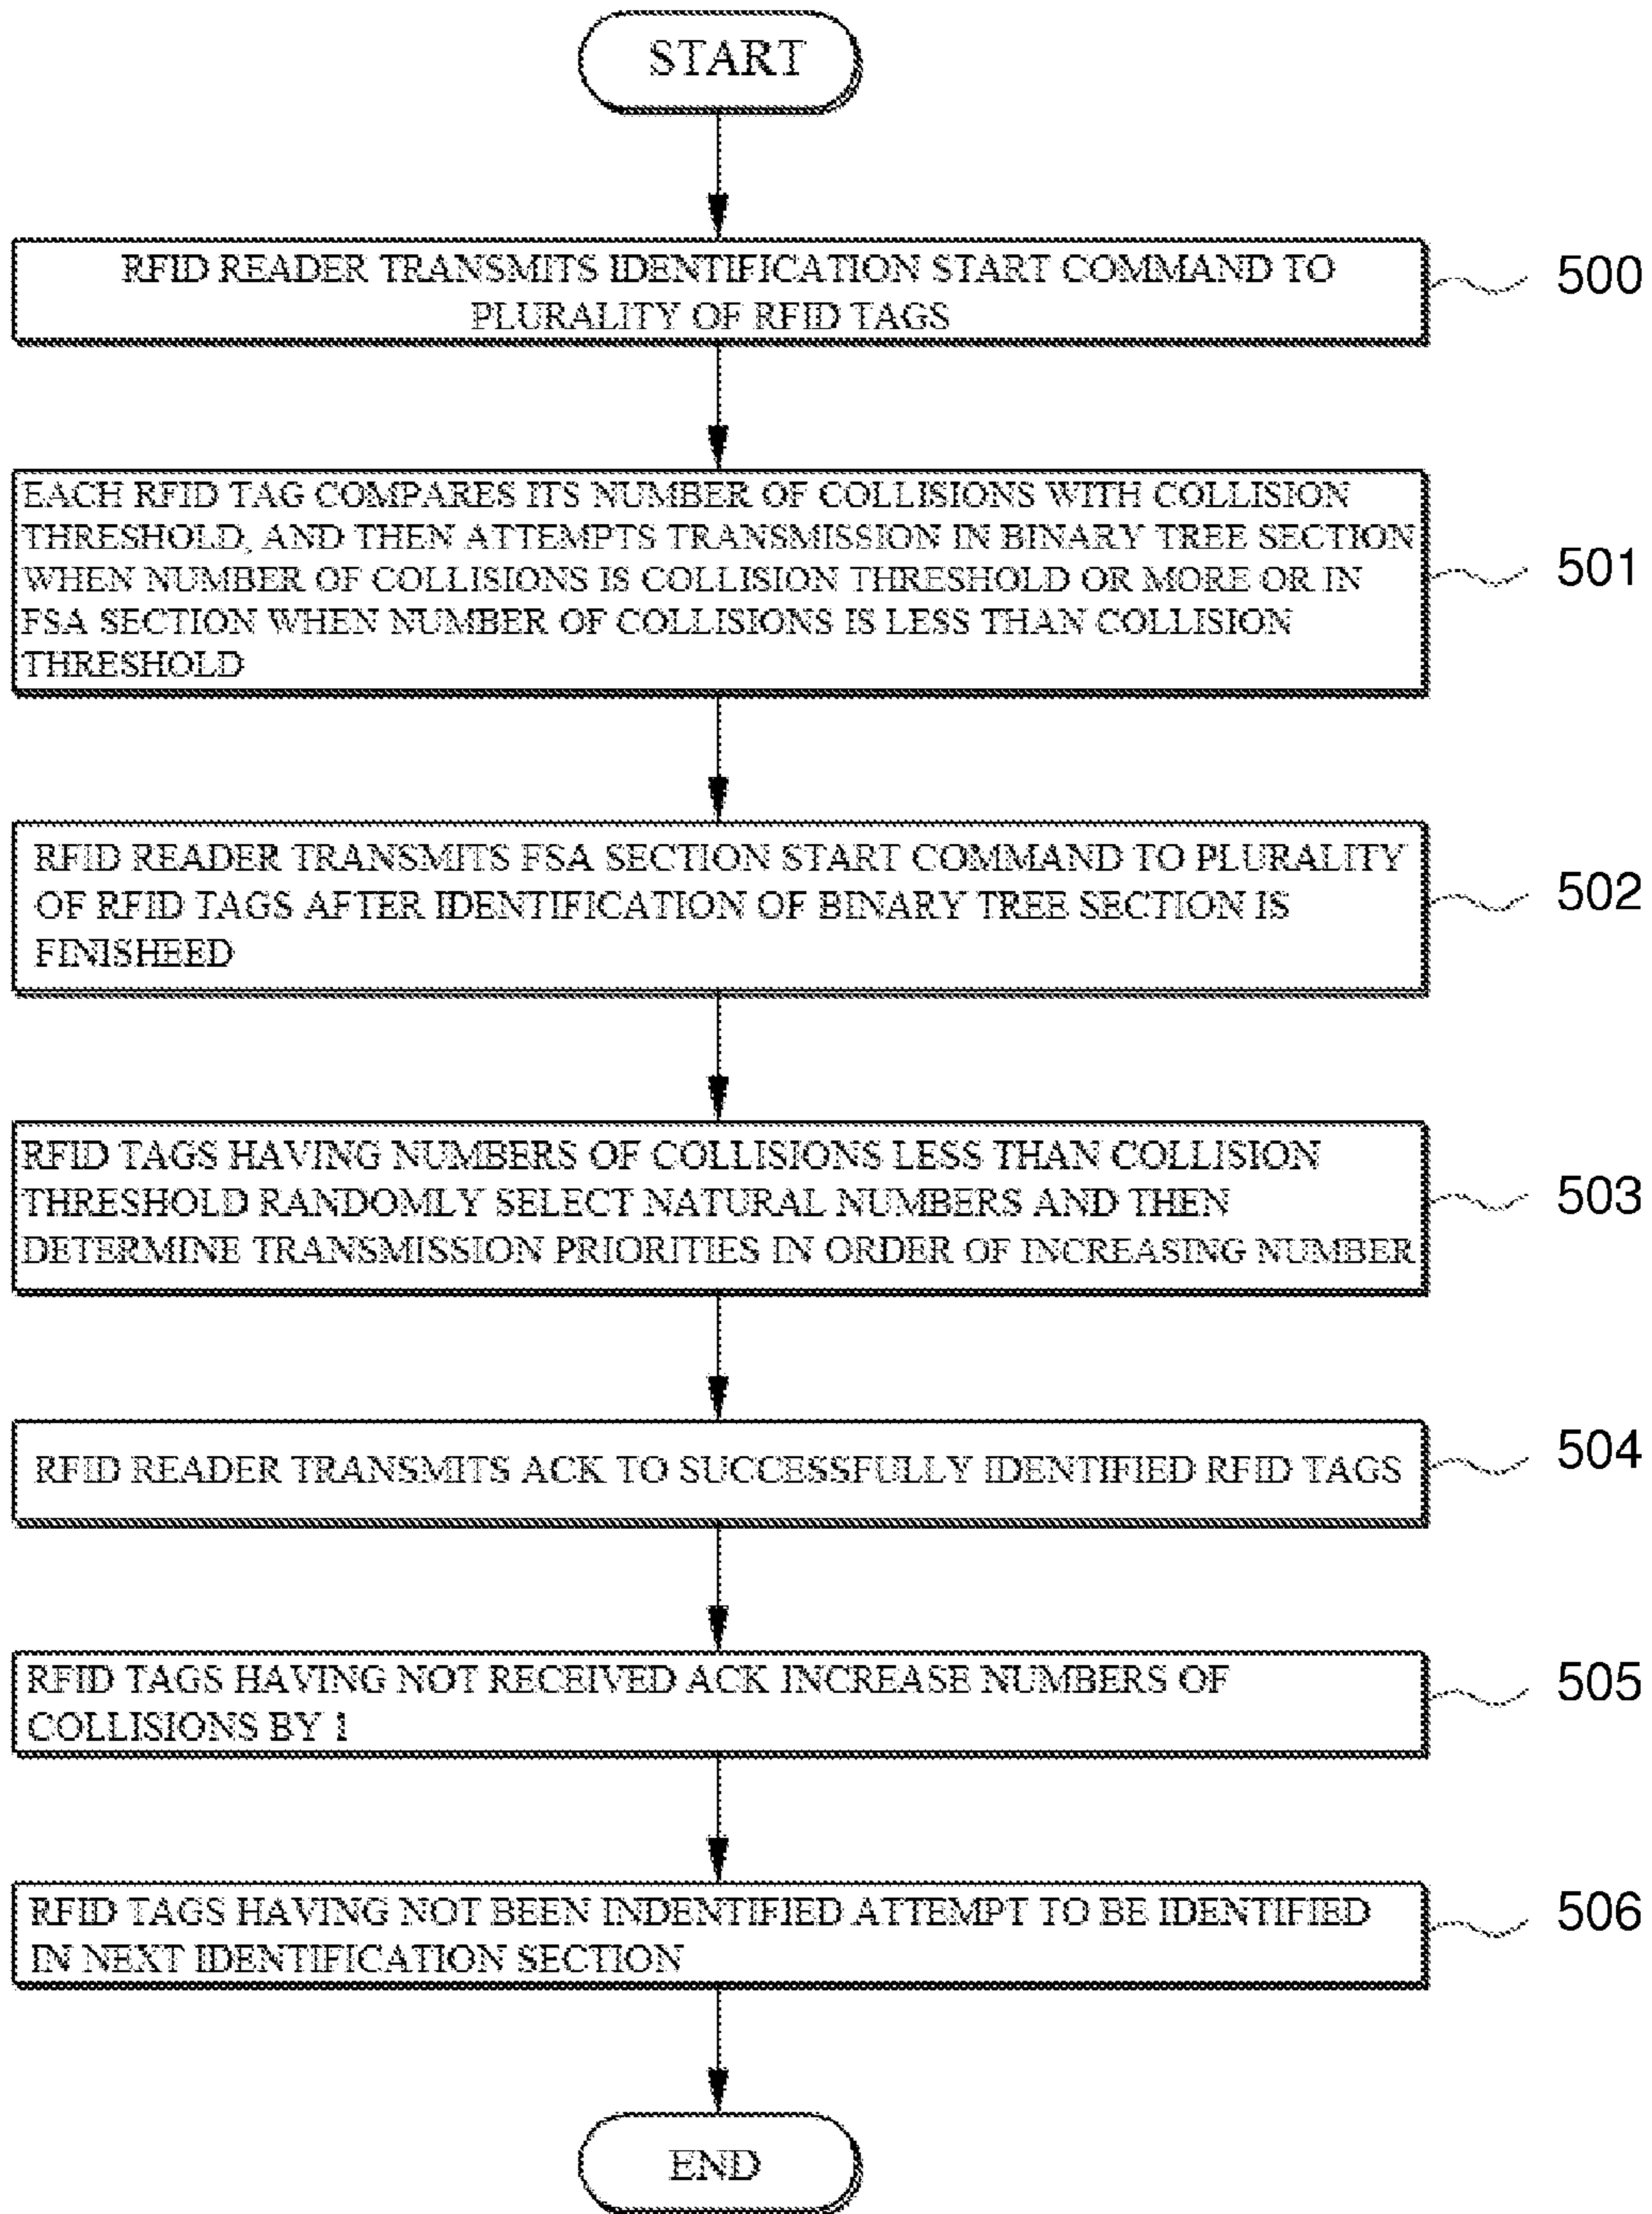 START
RFID READER TRANSMITS IDENTIFICATION START COMMAND TO
PLURALITY OF RFID TAGS
500
EACH RFID TAG COMPARES ITS NUMBER OF COLLISIONS WITH COLLISION
THRESHOLD, AND THEN ATTEMPTS TRANSMISSION IN BINARY TREE SECTION
WHEN NUMBER OF COLLISIONS IS COLLISION THRESHOLD OR MORE OR IN
FSA SECTION WHEN NUMBER OF COLLISIONS IS LESS THAN COLLISION
THRESHOLD
501
RFID READER TRANSMITS FSA SECTION START COMMAND TO PLURALITY
OF RFID TAGS AFTER IDENTIFICATION OF BINARY TREE SECTION IS
FINISHEED
502
RFID TAGS HAVING NUMBERS OF COLLISIONS LESS THAN COLLISION
THRESHOLD RANDOMLY SELECT NATURAL NUMBERS AND THEN
DETERMINE TRANSMISSION PRIORITIES IN ORDER OF INCREASING NUMBER
503
RFID READER TRANSMITS ACK TO SUCCESSFULLY IDENTIFIED RFID TAGS
504
RFID TAGS HAVING NOT RECEIVED ACK INCREASE NUMBERS OF
COLLISIONS BY 1
505
RFID TAGS HAVING NOT BEEN INDENTIFIED ATTEMPT TO BE IDENTIFIED
IN NEXT IDENTIFICATION SECTION
506
END